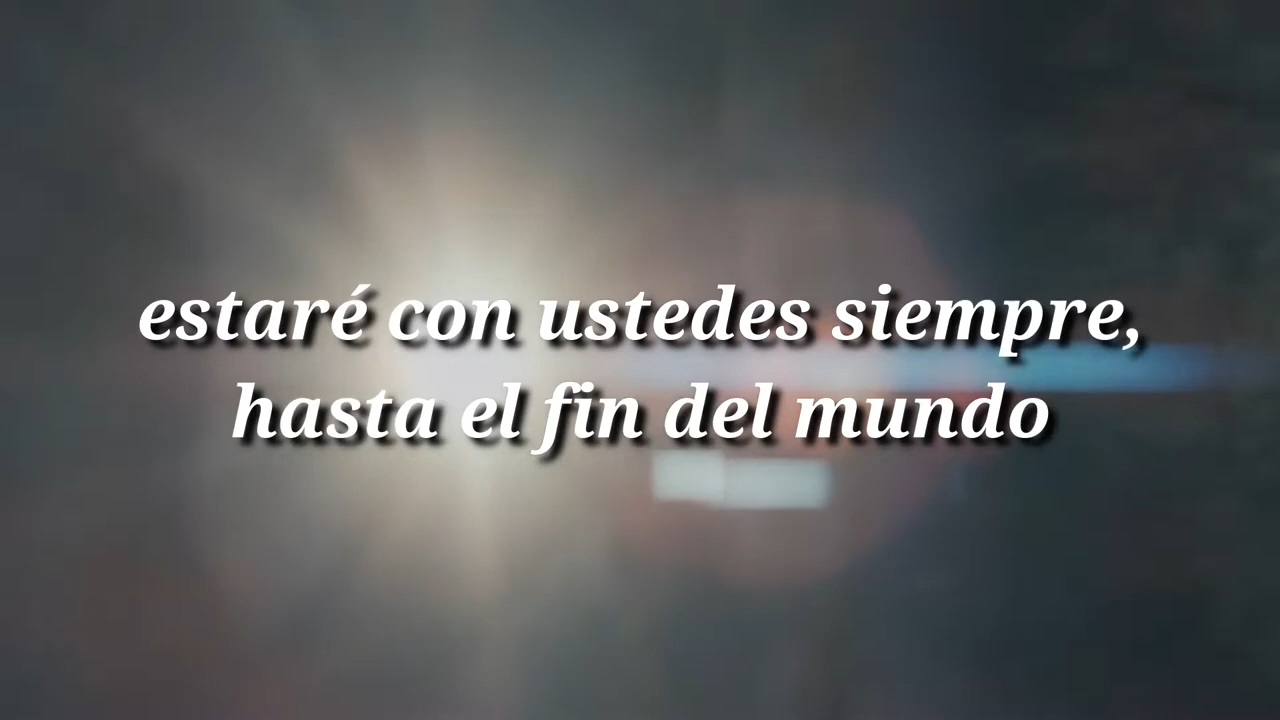 estaré con ustedes siempre,
hasta el fin del mundo